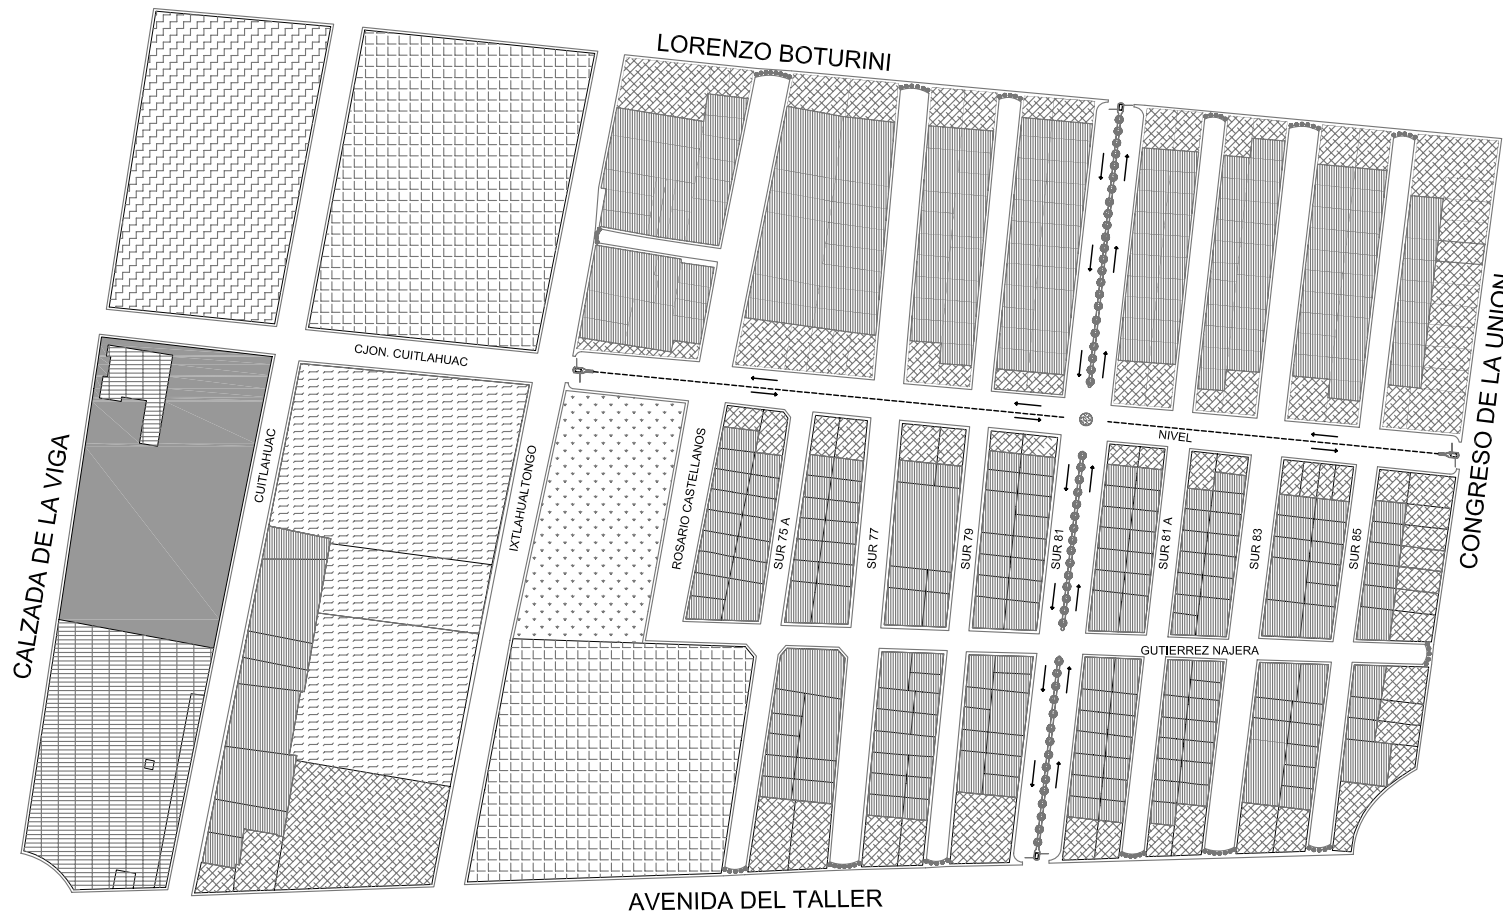 LORENZO BOTURINI
CJON. CUITLAHUAC
NIVEL
CALZADA DE LA VIGA
CUITLAHUAC
IXTLAHUALTONGO
ROSARIO CASTELLANOS
SUR 75 A
SUR 77
SUR 79
SUR 81
SUR 81 A
SUR 83
SUR 85
CONGRESO DE LA UNION
GUTIERREZ NAJERA
AVENIDA DEL TALLER